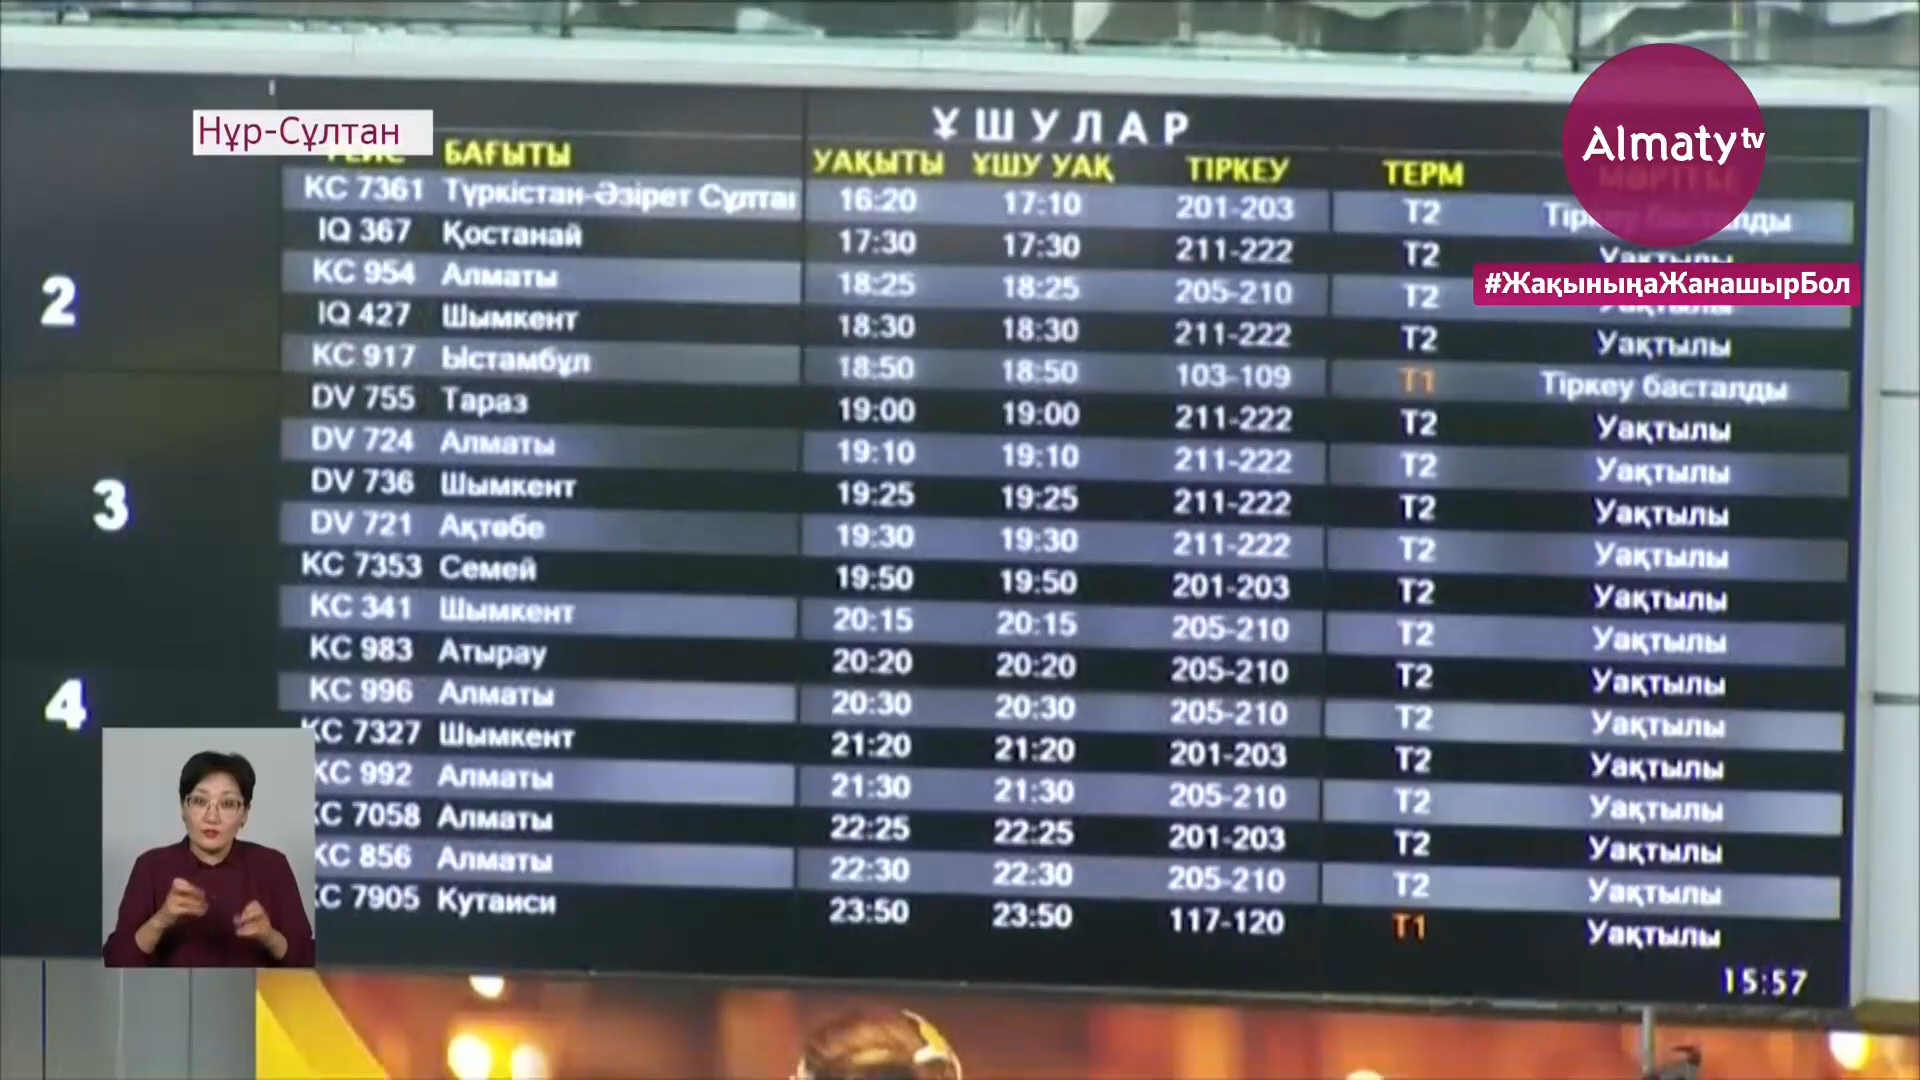 Нұр-Сұлтан
Almaty tv
#ЖақыныңаЖанашырБол
ҰШУЛАР
РЕЙС БАҒЫТЫ УАҚЫТЫ ҰШУ УАҚ ТІРКЕУ ТЕРМ МӘРТЕБЕ
KC 7361 Түркістан-Әзірет Сұлтан 16:20 17:10 201-203 T2 Тіркеу басталды
IQ 367 Қостанай 17:30 17:30 211-222 T2 Уақтылы
KC 954 Алматы 18:25 18:25 205-210 T2 Уақтылы
IQ 427 Шымкент 18:30 18:30 211-222 T2 Уақтылы
KC 917 Ыстамбұл 18:50 18:50 103-109 T1 Тіркеу басталды
DV 755 Тараз 19:00 19:00 211-222 T2 Уақтылы
DV 724 Алматы 19:10 19:10 211-222 T2 Уақтылы
DV 736 Шымкент 19:25 19:25 211-222 T2 Уақтылы
DV 721 Ақтөбе 19:30 19:30 211-222 T2 Уақтылы
KC 7353 Семей 19:50 19:50 201-203 T2 Уақтылы
KC 341 Шымкент 20:15 20:15 205-210 T2 Уақтылы
KC 983 Атырау 20:20 20:20 205-210 T2 Уақтылы
KC 996 Алматы 20:30 20:30 205-210 T2 Уақтылы
KC 7327 Шымкент 21:20 21:20 201-203 T2 Уақтылы
KC 992 Алматы 21:30 21:30 205-210 T2 Уақтылы
KC 7058 Алматы 22:25 22:25 201-203 T2 Уақтылы
KC 856 Алматы 22:30 22:30 205-210 T2 Уақтылы
KC 7905 Кутаиси 23:50 23:50 117-120 T1 Уақтылы
15:57
2
3
4